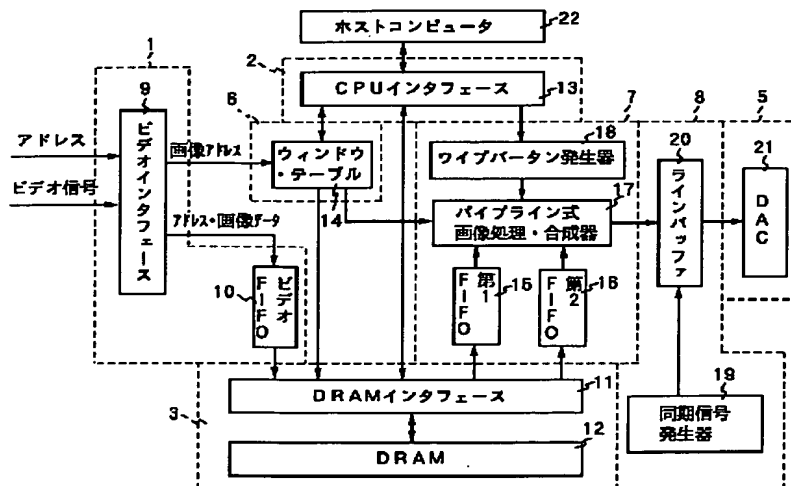 ホストコンピュータ
22
1
2
CPUインタフェース
13
9
6
7
8
5
アドレス
ビデオ信号
ビデオインタフェース
画像アドレス
ウィンドウ
・テーブル
14
18
ワイプパータン発生器
17
パイプライン式
画像処理・合成器
20
ラインバッファ
21
DAC
アドレス・画像データ
10
ビデオ
FIFO
第1
FIFO
15
第2
FIFO
16
3
DRAMインタフェース
11
DRAM
12
19
同期信号
発生器